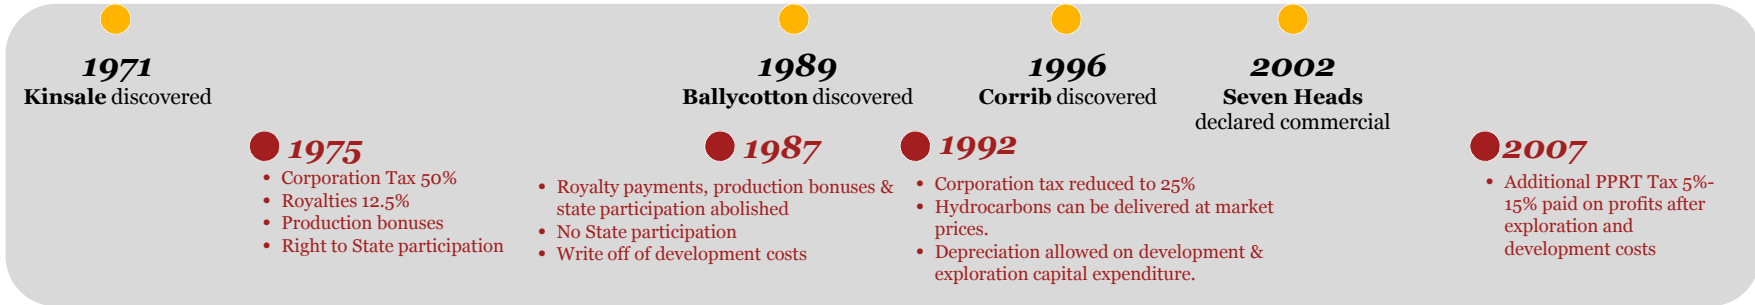 1971
Kinsale discovered
1989
Ballycotton discovered
1996
Corrib discovered
2002
Seven Heads
declared commercial
1975
• Corporation Tax 50%
• Royalties 12.5%
• Production bonuses
• Right to State participation
1987
• Royalty payments, production bonuses &
state participation abolished
• No State participation
• Write off of development costs
1992
• Corporation tax reduced to 25%
• Hydrocarbons can be delivered at market
prices.
• Depreciation allowed on development &
exploration capital expenditure.
2007
• Additional PPRT Tax 5%-
15% paid on profits after
exploration and
development costs